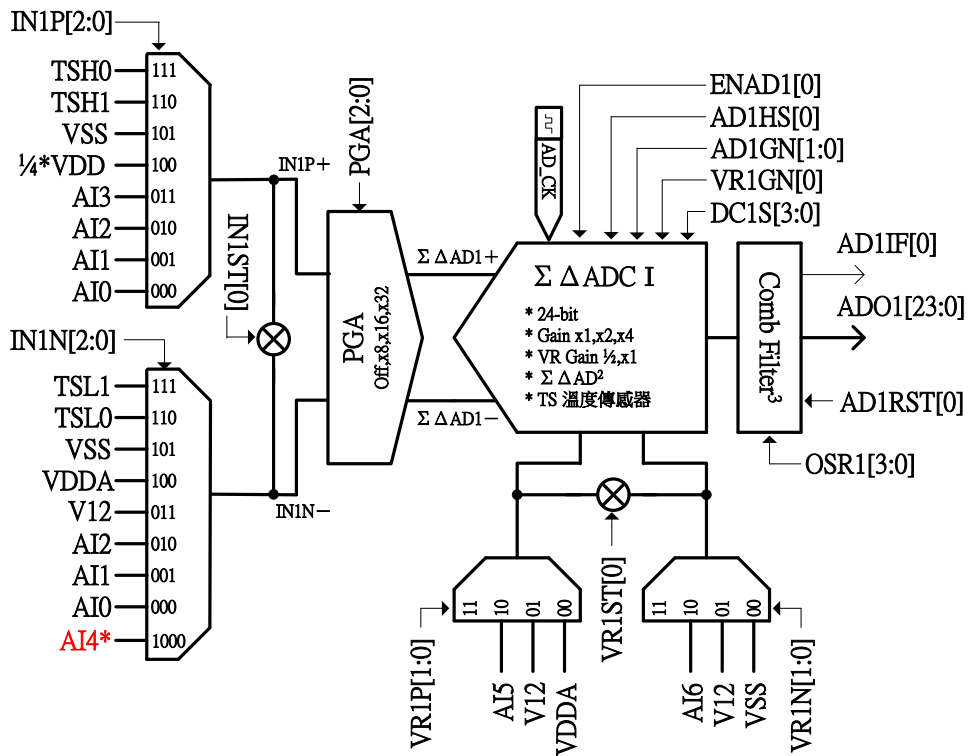 IN1P[2:0]
TSH0 111
TSH1 110
VSS 101
¼*VDD 100
AI3 011
AI2 010
AI1 001
AI0 000
IN1N[2:0]
TSL1 111
TSL0 110
VSS 101
VDDA 100
V12 011
AI2 010
AI1 001
AI0 000
AI4* 1000
IN1P+
IN1ST[0]
IN1N−
PGA[2:0]
PGA
Off,x8,x16,x32
ΣΔAD1+
ΣΔAD1−
AD_CK
ENAD1[0]
AD1HS[0]
AD1GN[1:0]
VR1GN[0]
DC1S[3:0]
ΣΔADC I
* 24-bit
* Gain x1,x2,x4
* VR Gain ½,x1
* ΣΔAD²
* TS 溫度傳感器
Comb Filter³
AD1IF[0]
ADO1[23:0]
AD1RST[0]
OSR1[3:0]
VR1ST[0]
VR1P[1:0]
11 10 01 00
AI5 V12 VDDA
11 10 01 00
AI6 V12 VSS
VR1N[1:0]